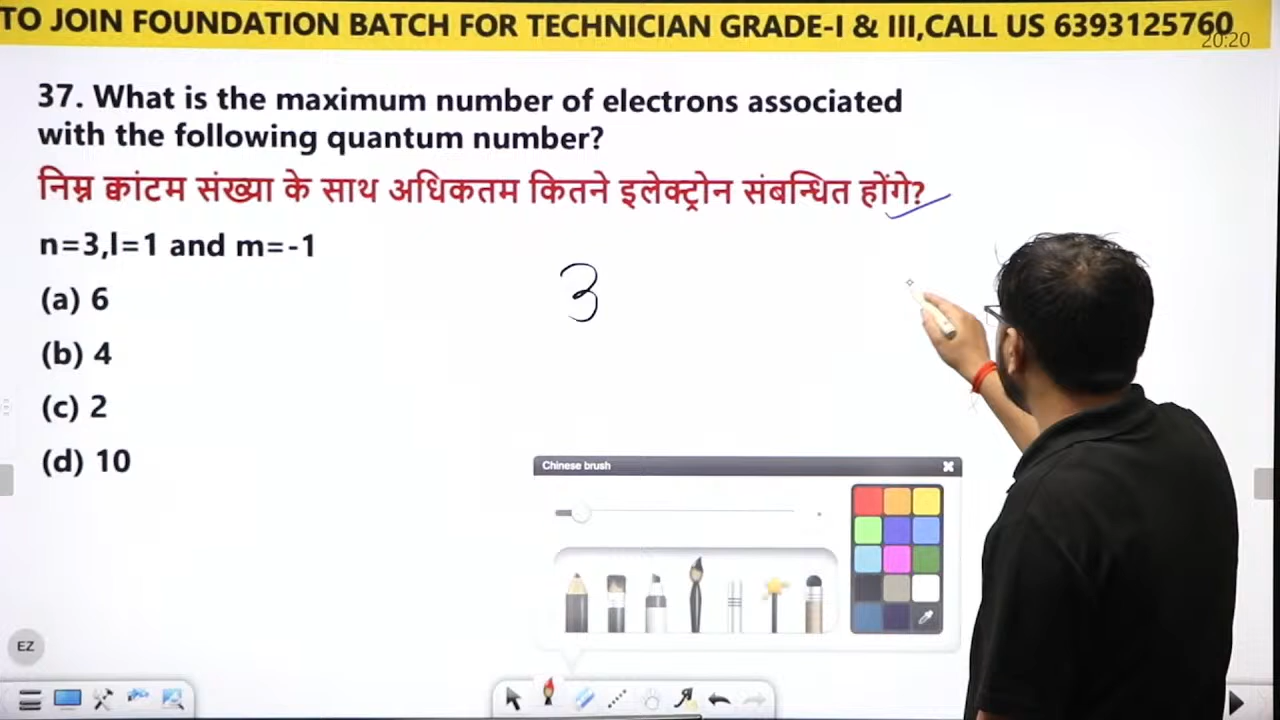 TO JOIN FOUNDATION BATCH FOR TECHNICIAN GRADE-I & III,CALL US 6393125760
20:20
37. What is the maximum number of electrons associated
with the following quantum number?
निम्न क्वांटम संख्या के साथ अधिकतम कितने इलेक्ट्रोन संबन्धित होंगे?
n=3,l=1 and m=-1
3
(a) 6
(b) 4
(c) 2
(d) 10
Chinese brush
EZ